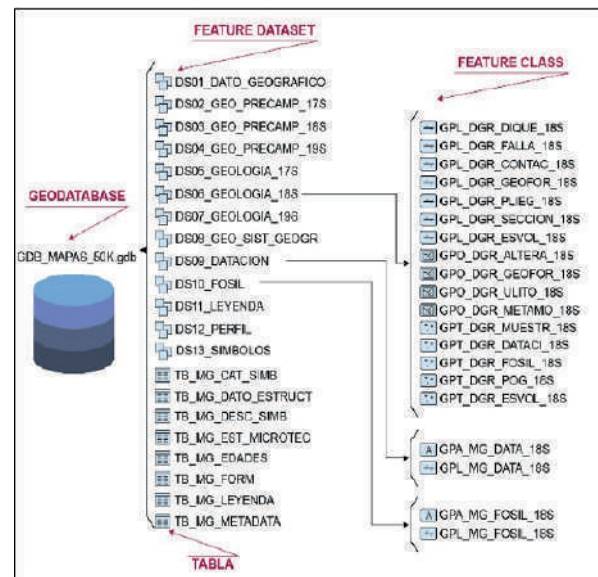 FEATURE DATASET
FEATURE CLASS
GEODATABASE
GDB_MAPAS_50K.gdb
DS01_DATO_GEOGRAFICO
DS02_GEO_PRECAMP_17S
DS03_GEO_PRECAMP_18S
DS04_GEO_PRECAMP_19S
DS05_GEOLOGIA_17S
DS06_GEOLOGIA_18S
DS07_GEOLOGIA_19S
DS08_GEO_SIST_GEOGR
DS09_DATACION
DS10_FOSIL
DS11_LEYENDA
DS12_PERFIL
DS13_SIMBOLOS
TB_MG_CAT_SIMB
TB_MG_DATO_ESTRUCT
TB_MG_DESC_SIMB
TB_MG_EST_MICROTEC
TB_MG_EDADES
TB_MG_FORM
TB_MG_LEYENDA
TB_MG_METADATA
TABLA
GPL_DGR_DIQUE_18S
GPL_DGR_FALLA_18S
GPL_DGR_CONTAC_18S
GPL_DGR_GEOFOR_18S
GPL_DGR_PLIEG_18S
GPL_DGR_SECCION_18S
GPL_DGR_ESVOL_18S
GPO_DGR_ALTERA_18S
GPO_DGR_GEOFOR_18S
GPO_DGR_ULITO_18S
GPO_DGR_METAMO_18S
GPT_DGR_MUESTR_18S
GPT_DGR_DATACI_18S
GPT_DGR_FOSIL_18S
GPT_DGR_POG_18S
GPT_DGR_ESVOL_18S
A GPA_MG_DATA_18S
GPL_MG_DATA_18S
A GPA_MG_FOSIL_18S
GPL_MG_FOSIL_18S